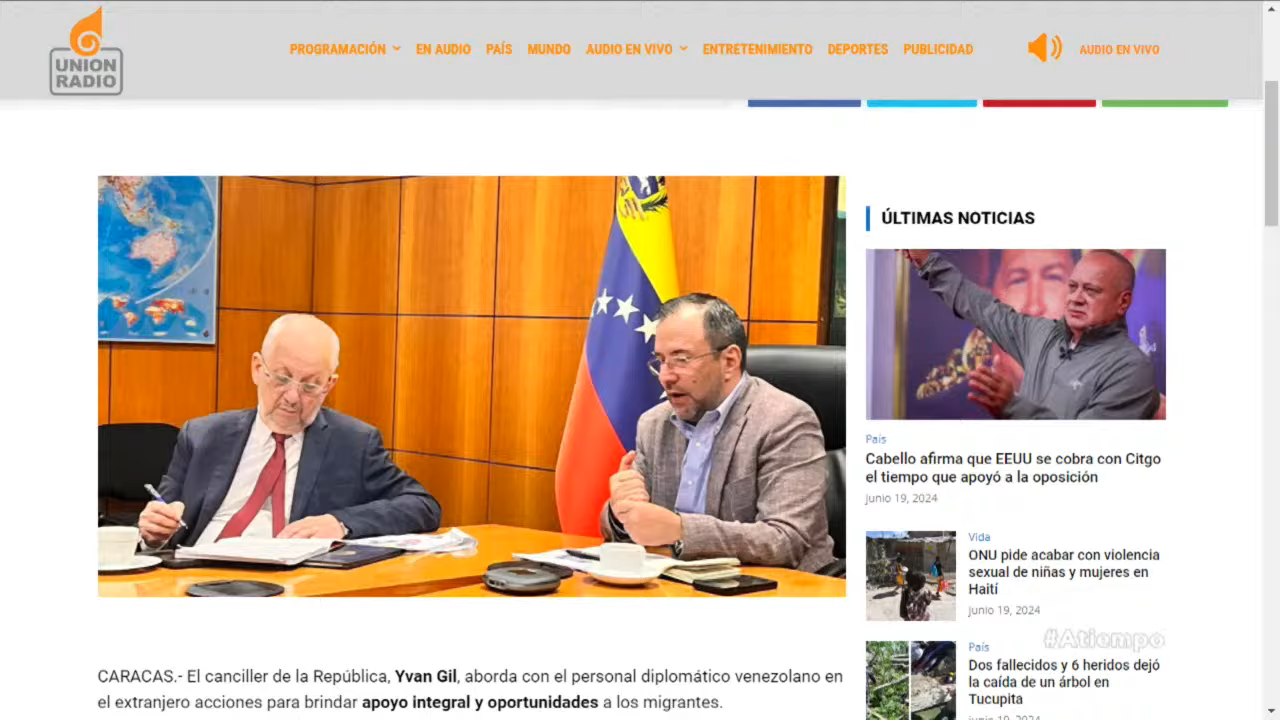 UNION
RADIO
PROGRAMACIÓN
EN AUDIO
PAÍS
MUNDO
AUDIO EN VIVO
ENTRETENIMIENTO
DEPORTES
PUBLICIDAD
AUDIO EN VIVO
ÚLTIMAS NOTICIAS
País
Cabello afirma que EEUU se cobra con Citgo
el tiempo que apoyó a la oposición
junio 19, 2024
Vida
ONU pide acabar con violencia
sexual de niñas y mujeres en
Haití
junio 19, 2024
#Atiempo
País
Dos fallecidos y 6 heridos dejó
la caída de un árbol en
Tucupita
junio 19, 2024
CARACAS.- El canciller de la República, Yvan Gil, aborda con el personal diplomático venezolano en
el extranjero acciones para brindar apoyo integral y oportunidades a los migrantes.